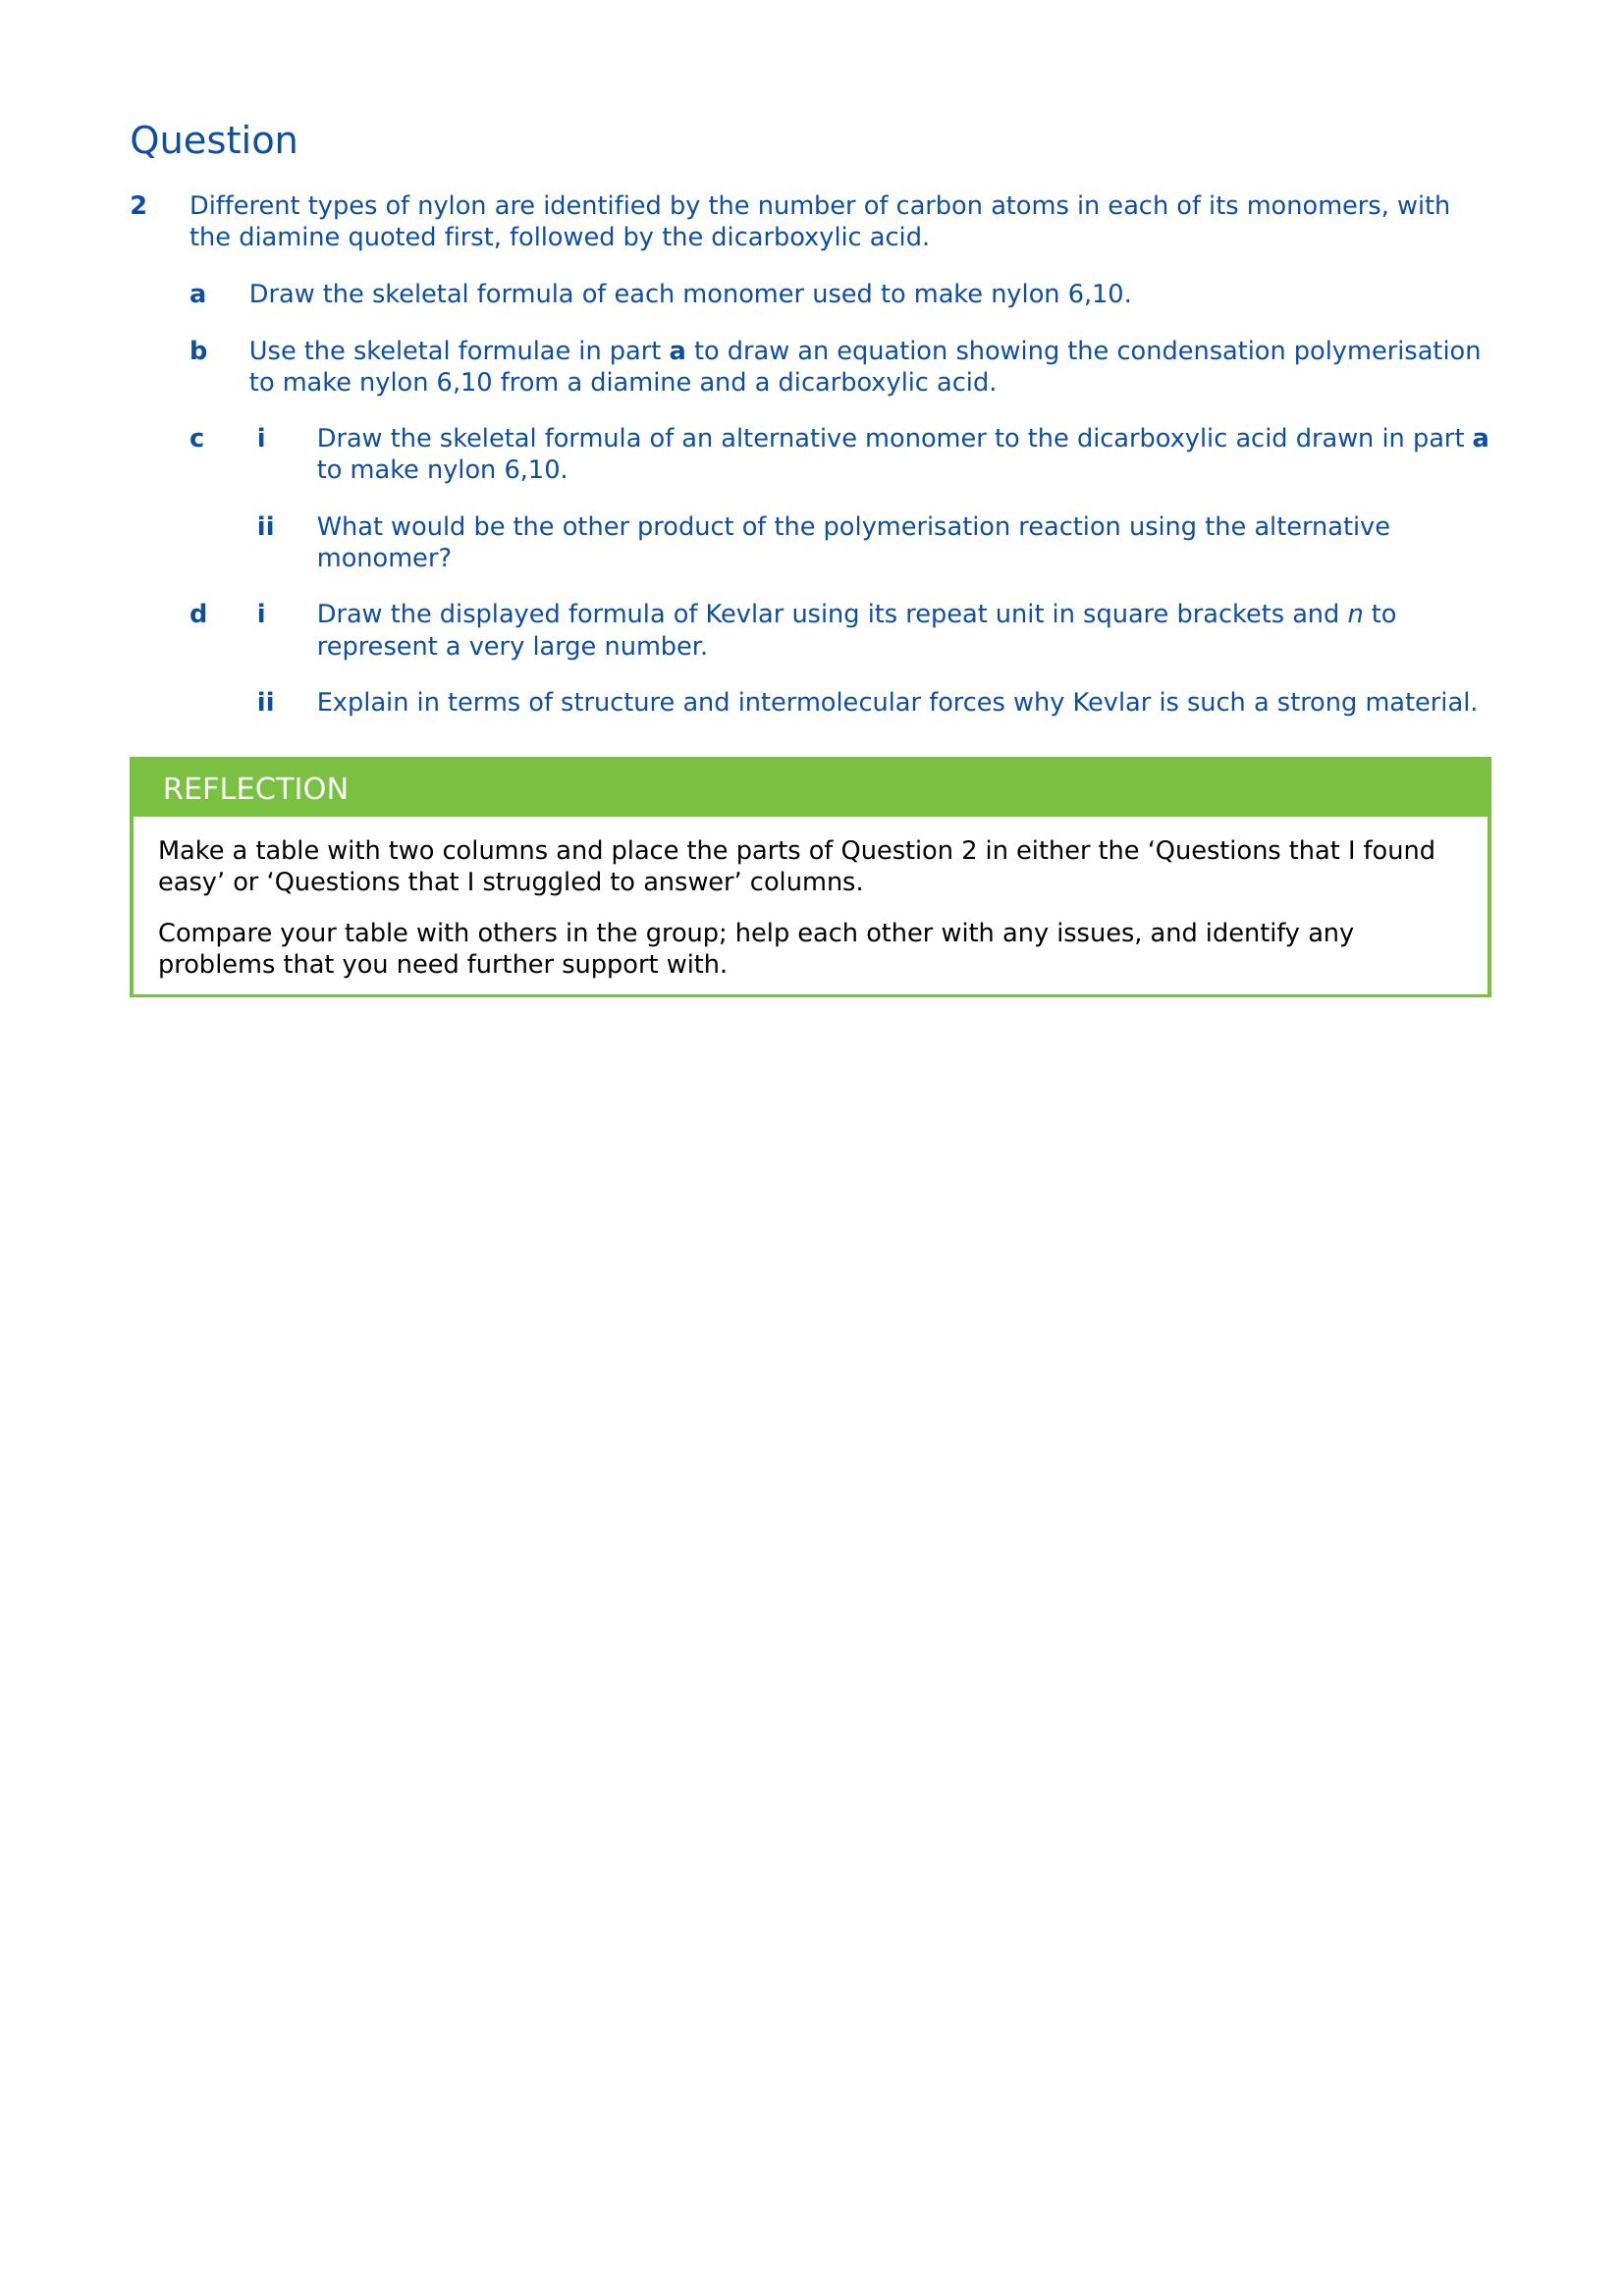 Question
2 Different types of nylon are identified by the number of carbon atoms in each of its monomers, with
the diamine quoted first, followed by the dicarboxylic acid.
a Draw the skeletal formula of each monomer used to make nylon 6,10.
b Use the skeletal formulae in part a to draw an equation showing the condensation polymerisation
to make nylon 6,10 from a diamine and a dicarboxylic acid.
c i Draw the skeletal formula of an alternative monomer to the dicarboxylic acid drawn in part a
to make nylon 6,10.
ii What would be the other product of the polymerisation reaction using the alternative
monomer?
d i Draw the displayed formula of Kevlar using its repeat unit in square brackets and n to
represent a very large number.
ii Explain in terms of structure and intermolecular forces why Kevlar is such a strong material.
REFLECTION
Make a table with two columns and place the parts of Question 2 in either the ‘Questions that I found
easy’ or ‘Questions that I struggled to answer’ columns.
Compare your table with others in the group; help each other with any issues, and identify any
problems that you need further support with.